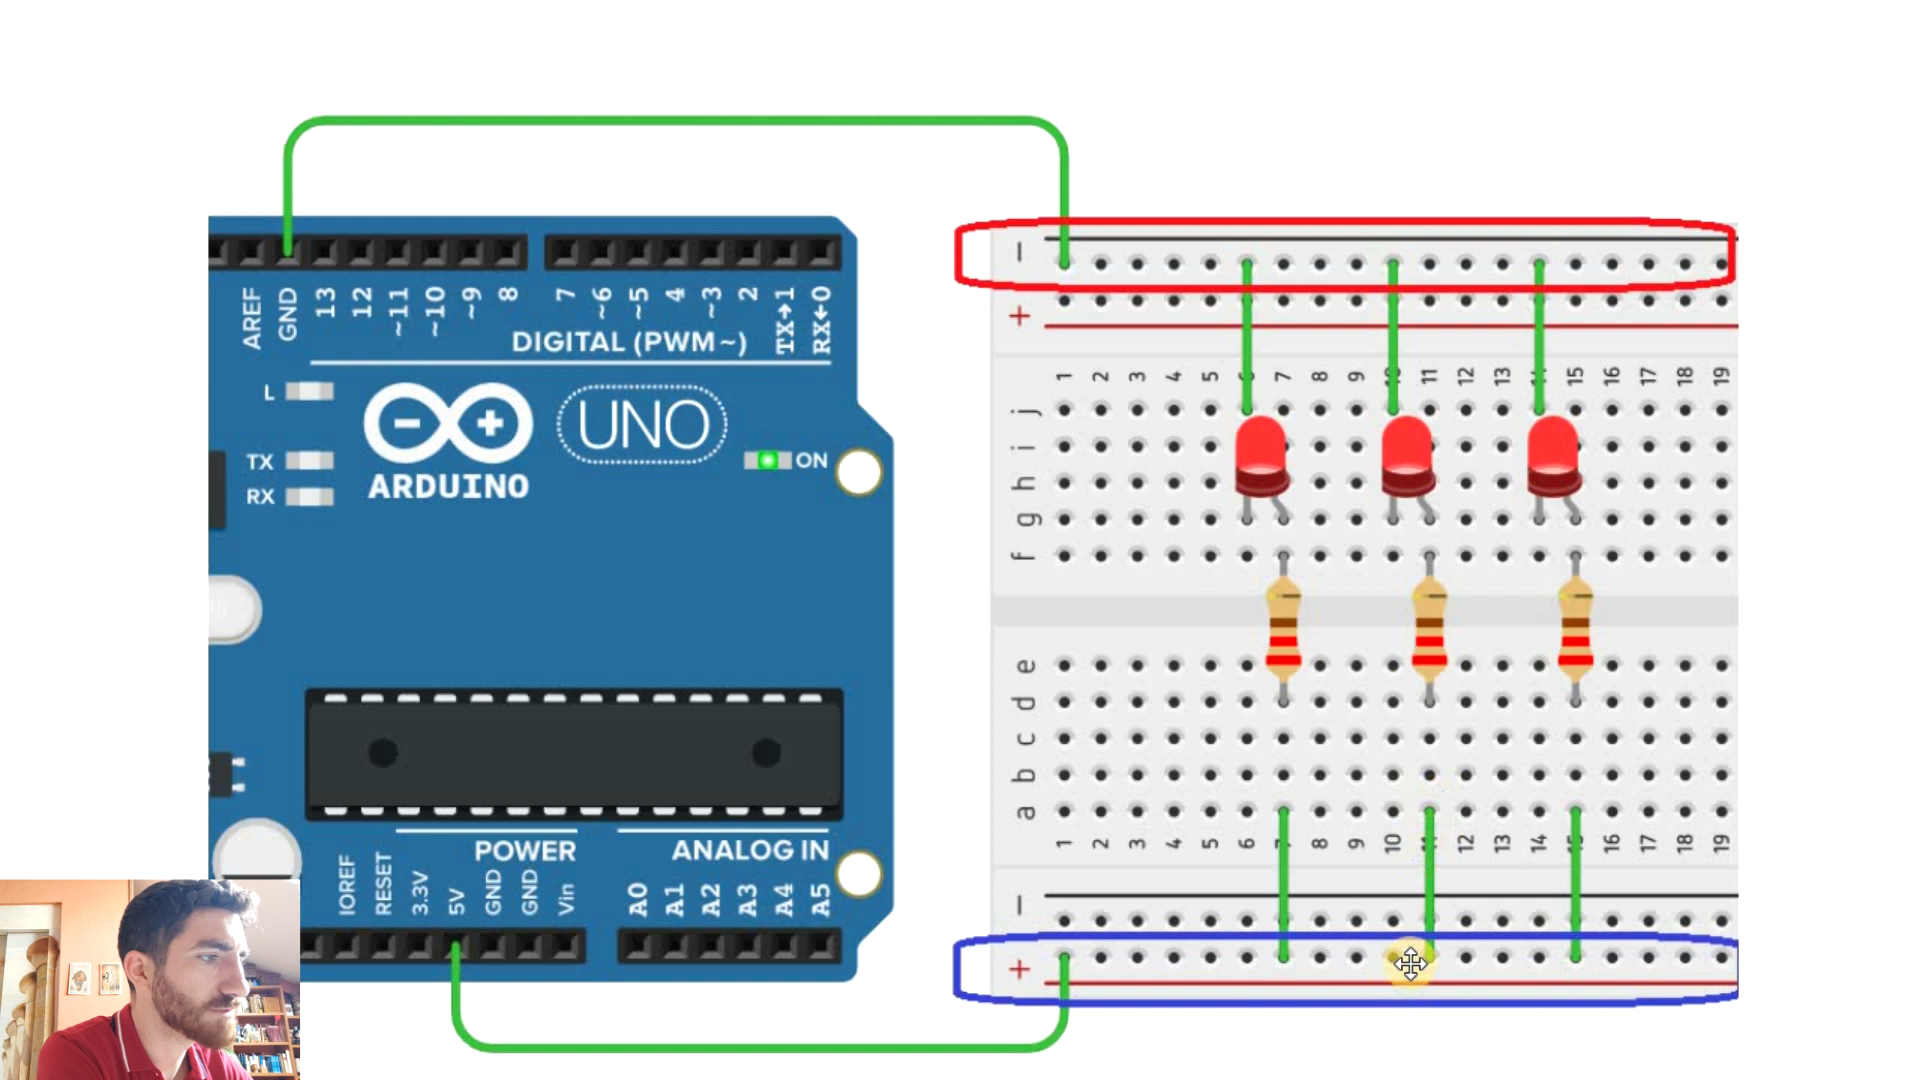 AREF GND 13 12 ~11 ~10 ~9 8 7 ~6 ~5 4 ~3 2 TX→1 RX←0
DIGITAL (PWM~)
L
TX
RX
UNO
ARDUINO
ON
POWER
ANALOG IN
IOREF RESET 3.3V 5V GND GND Vin A0 A1 A2 A3 A4 A5
−
+
1 2 3 4 5 6 7 8 9 10 11 12 13 14 15 16 17 18 19
j
i
h
g
f
e
d
c
b
a
1 2 3 4 5 6 7 8 9 10 11 12 13 14 15 16 17 18 19
−
+